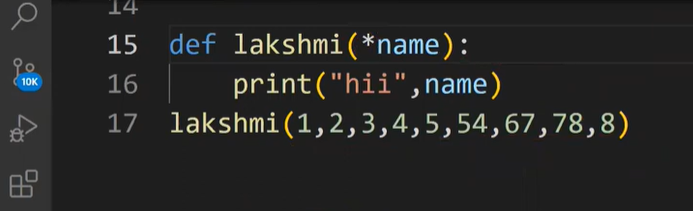 14
15 def lakshmi(*name):
16     print("hii",name)
10K
17 lakshmi(1,2,3,4,5,54,67,78,8)